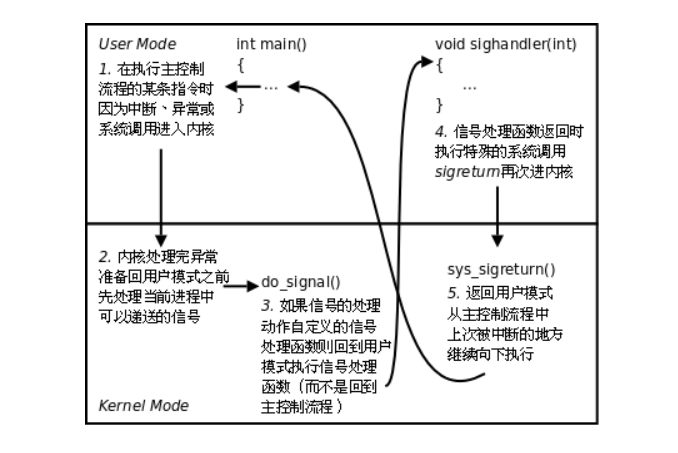 User Mode
1. 在执行主控制
流程的某条指令时
因为中断、异常或
系统调用进入内核
int main()
{
...
}
void sighandler(int)
{
...
}
4. 信号处理函数返回时
执行特殊的系统调用
sigreturn再次进内核
2. 内核处理完异常
准备回用户模式之前
先处理当前进程中
可以递送的信号
do_signal()
3. 如果信号的处理
动作自定义的信号
处理函数则回到用户
模式执行信号处理
函数（而不是回到
主控制流程）
sys_sigreturn()
5. 返回用户模式
从主控制流程中
上次被中断的地方
继续向下执行
Kernel Mode